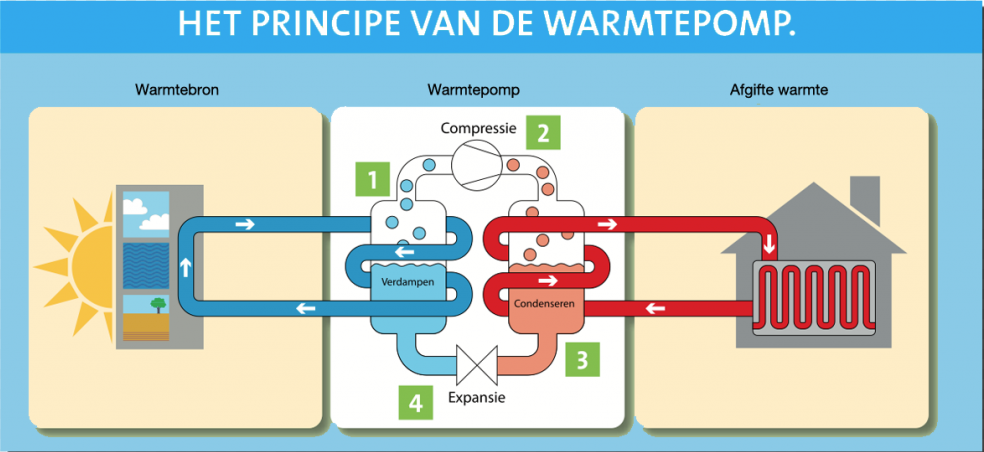 HET PRINCIPE VAN DE WARMTEPOMP.
Warmtebron
Warmtepomp
Afgifte warmte
Compressie
2
1
Verdampen
Condenseren
3
4
Expansie